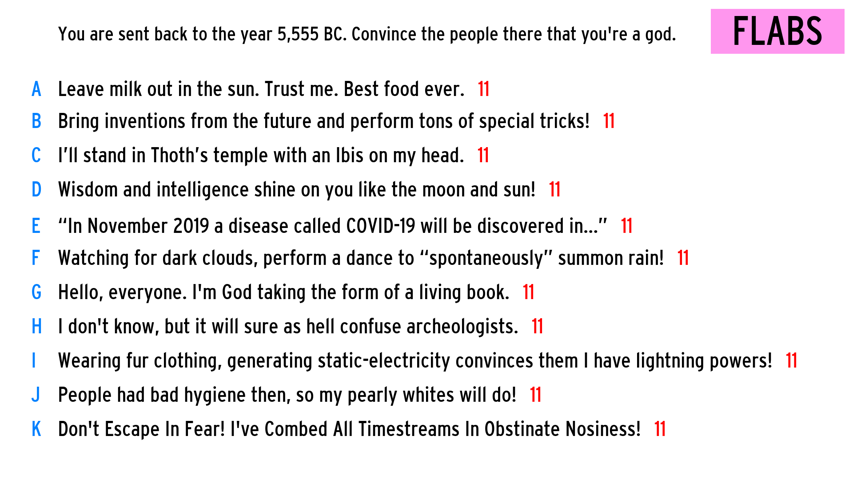 You are sent back to the year 5,555 BC. Convince the people there that you're a god.
FLABS
A Leave milk out in the sun. Trust me. Best food ever. 11
B Bring inventions from the future and perform tons of special tricks! 11
C I’ll stand in Thoth’s temple with an Ibis on my head. 11
D Wisdom and intelligence shine on you like the moon and sun! 11
E “In November 2019 a disease called COVID-19 will be discovered in...” 11
F Watching for dark clouds, perform a dance to “spontaneously” summon rain! 11
G Hello, everyone. I'm God taking the form of a living book. 11
H I don't know, but it will sure as hell confuse archeologists. 11
I Wearing fur clothing, generating static-electricity convinces them I have lightning powers! 11
J People had bad hygiene then, so my pearly whites will do! 11
K Don't Escape In Fear! I've Combed All Timestreams In Obstinate Nosiness! 11